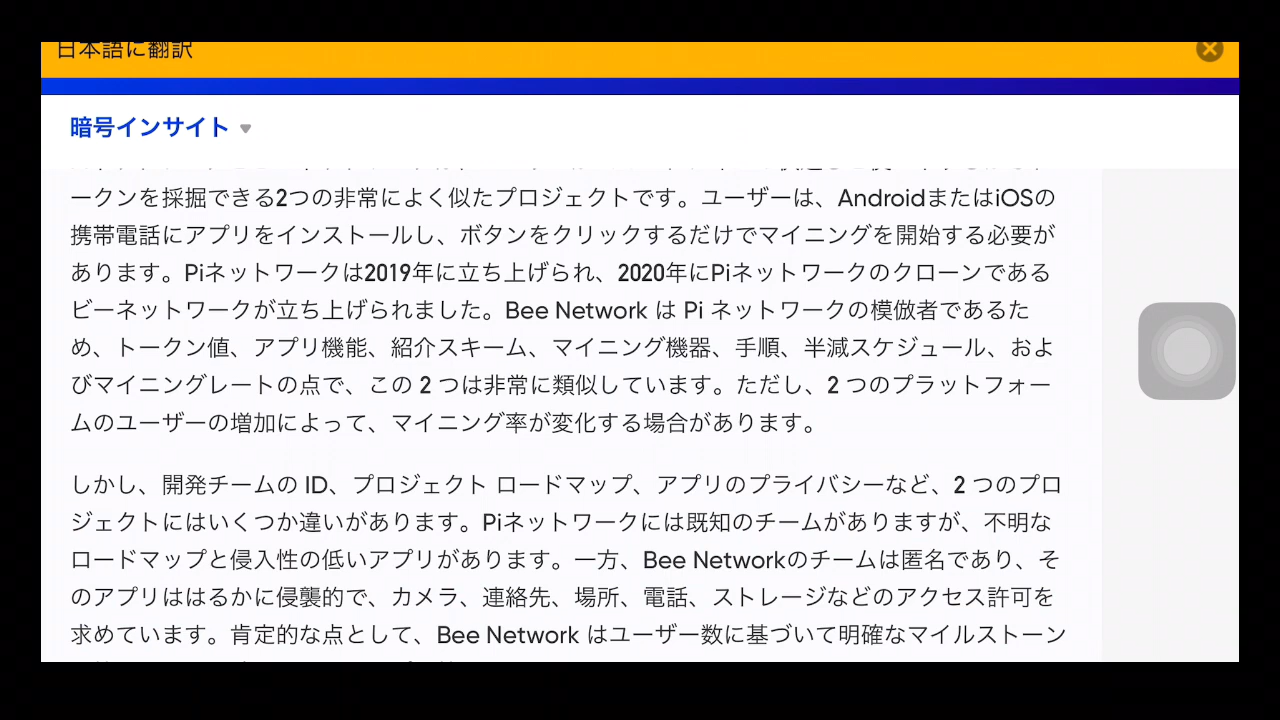 日本語に翻訳
暗号インサイト
ークンを採掘できる2つの非常によく似たプロジェクトです。ユーザーは、AndroidまたはiOSの
携帯電話にアプリをインストールし、ボタンをクリックするだけでマイニングを開始する必要が
あります。Piネットワークは2019年に立ち上げられ、2020年にPiネットワークのクローンである
ビーネットワークが立ち上げられました。Bee Network は Pi ネットワークの模倣者であるた
め、トークン値、アプリ機能、紹介スキーム、マイニング機器、手順、半減スケジュール、およ
びマイニングレートの点で、この 2 つは非常に類似しています。ただし、2 つのプラットフォー
ムのユーザーの増加によって、マイニング率が変化する場合があります。
しかし、開発チームの ID、プロジェクト ロードマップ、アプリのプライバシーなど、2 つのプロ
ジェクトにはいくつか違いがあります。Piネットワークには既知のチームがありますが、不明な
ロードマップと侵入性の低いアプリがあります。一方、Bee Networkのチームは匿名であり、そ
のアプリははるかに侵襲的で、カメラ、連絡先、場所、電話、ストレージなどのアクセス許可を
求めています。肯定的な点として、Bee Network はユーザー数に基づいて明確なマイルストーン